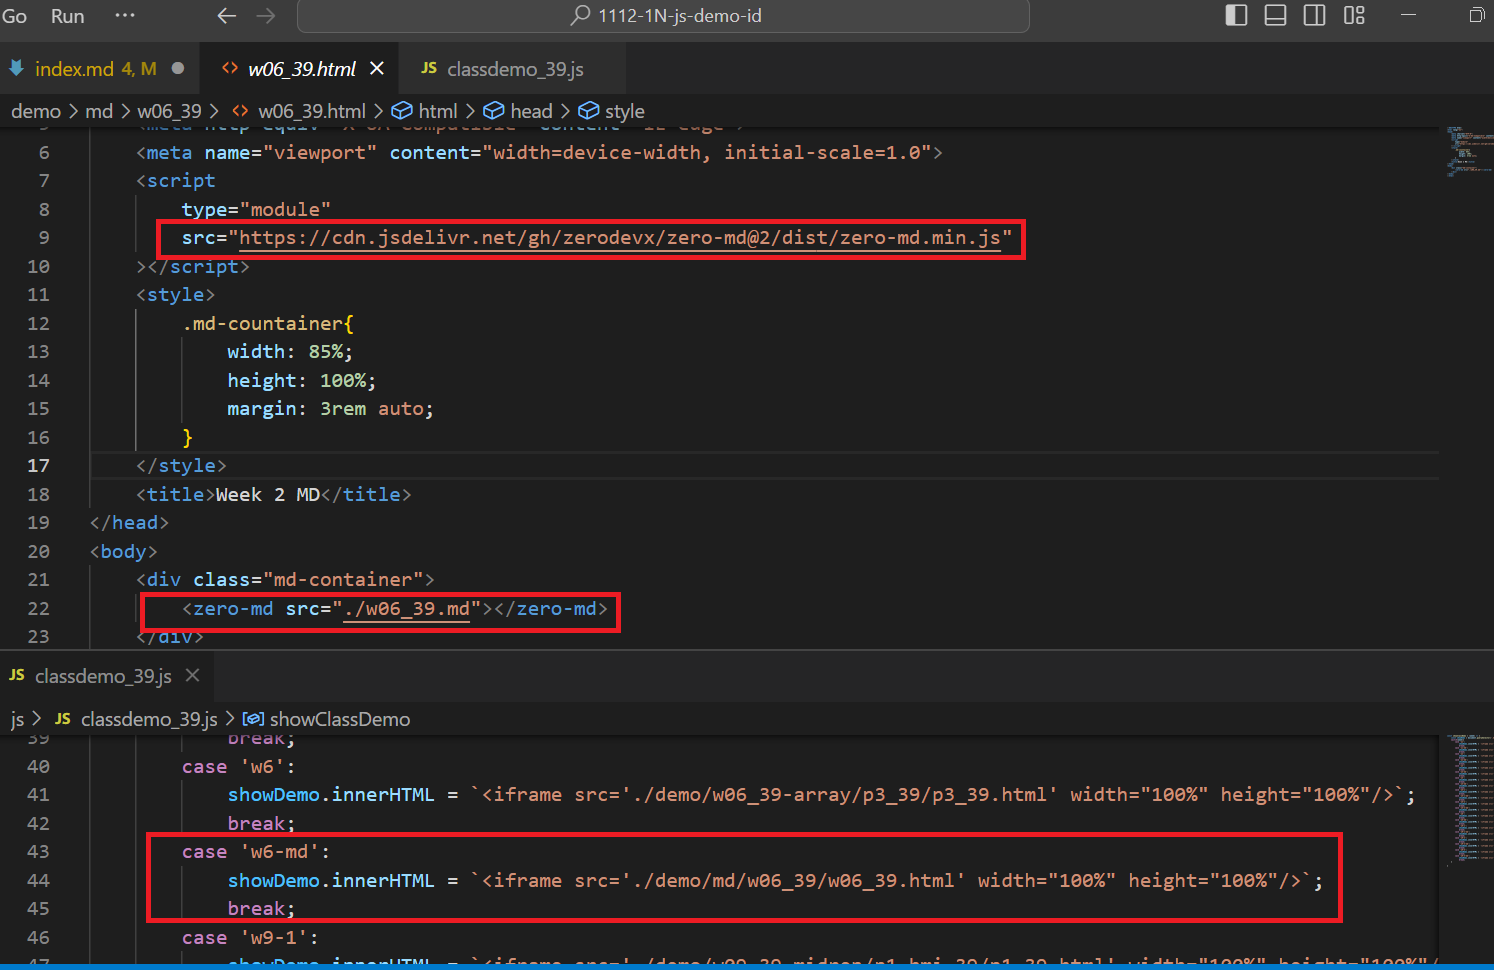 Go Run ··· 1112-1N-js-demo-id
index.md 4, M w06_39.html JS classdemo_39.js
demo > md > w06_39 > w06_39.html > html > head > style
6 <meta name="viewport" content="width=device-width, initial-scale=1.0">
7 <script
8 type="module"
9 src="https://cdn.jsdelivr.net/gh/zerodevx/zero-md@2/dist/zero-md.min.js"
10 ></script>
11 <style>
12 .md-countainer{
13 width: 85%;
14 height: 100%;
15 margin: 3rem auto;
16 }
17 </style>
18 <title>Week 2 MD</title>
19 </head>
20 <body>
21 <div class="md-container">
22 <zero-md src="./w06_39.md"></zero-md>
23 </div>
JS classdemo_39.js
js > JS classdemo_39.js > showClassDemo
39 break;
40 case 'w6':
41 showDemo.innerHTML = `<iframe src='./demo/w06_39-array/p3_39/p3_39.html' width="100%" height="100%"/>`;
42 break;
43 case 'w6-md':
44 showDemo.innerHTML = `<iframe src='./demo/md/w06_39/w06_39.html' width="100%" height="100%"/>`;
45 break;
46 case 'w9-1':